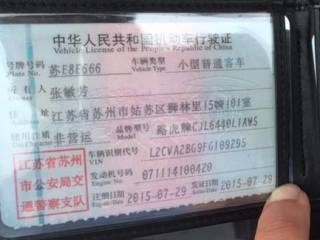 中华人民共和国机动车行驶证
Vehicle License of the People's Republic of China
号牌号码 Plate No. 苏E8E666 车辆类型 Vehicle Type 小型普通客车
所有人 Owner 张敏芳
住址 Address 江苏省苏州市姑苏区狮林里15幢101室
使用性质 Use Character 非营运 品牌型号 Model 路虎牌CJL6440L1AWS
江苏省苏州市公安局交通警察支队
车辆识别代号 VIN L2CVA2BG9FG109295
发动机号码 Engine No. 071114100420
注册日期 2015-07-29 发证日期 2015-07-29